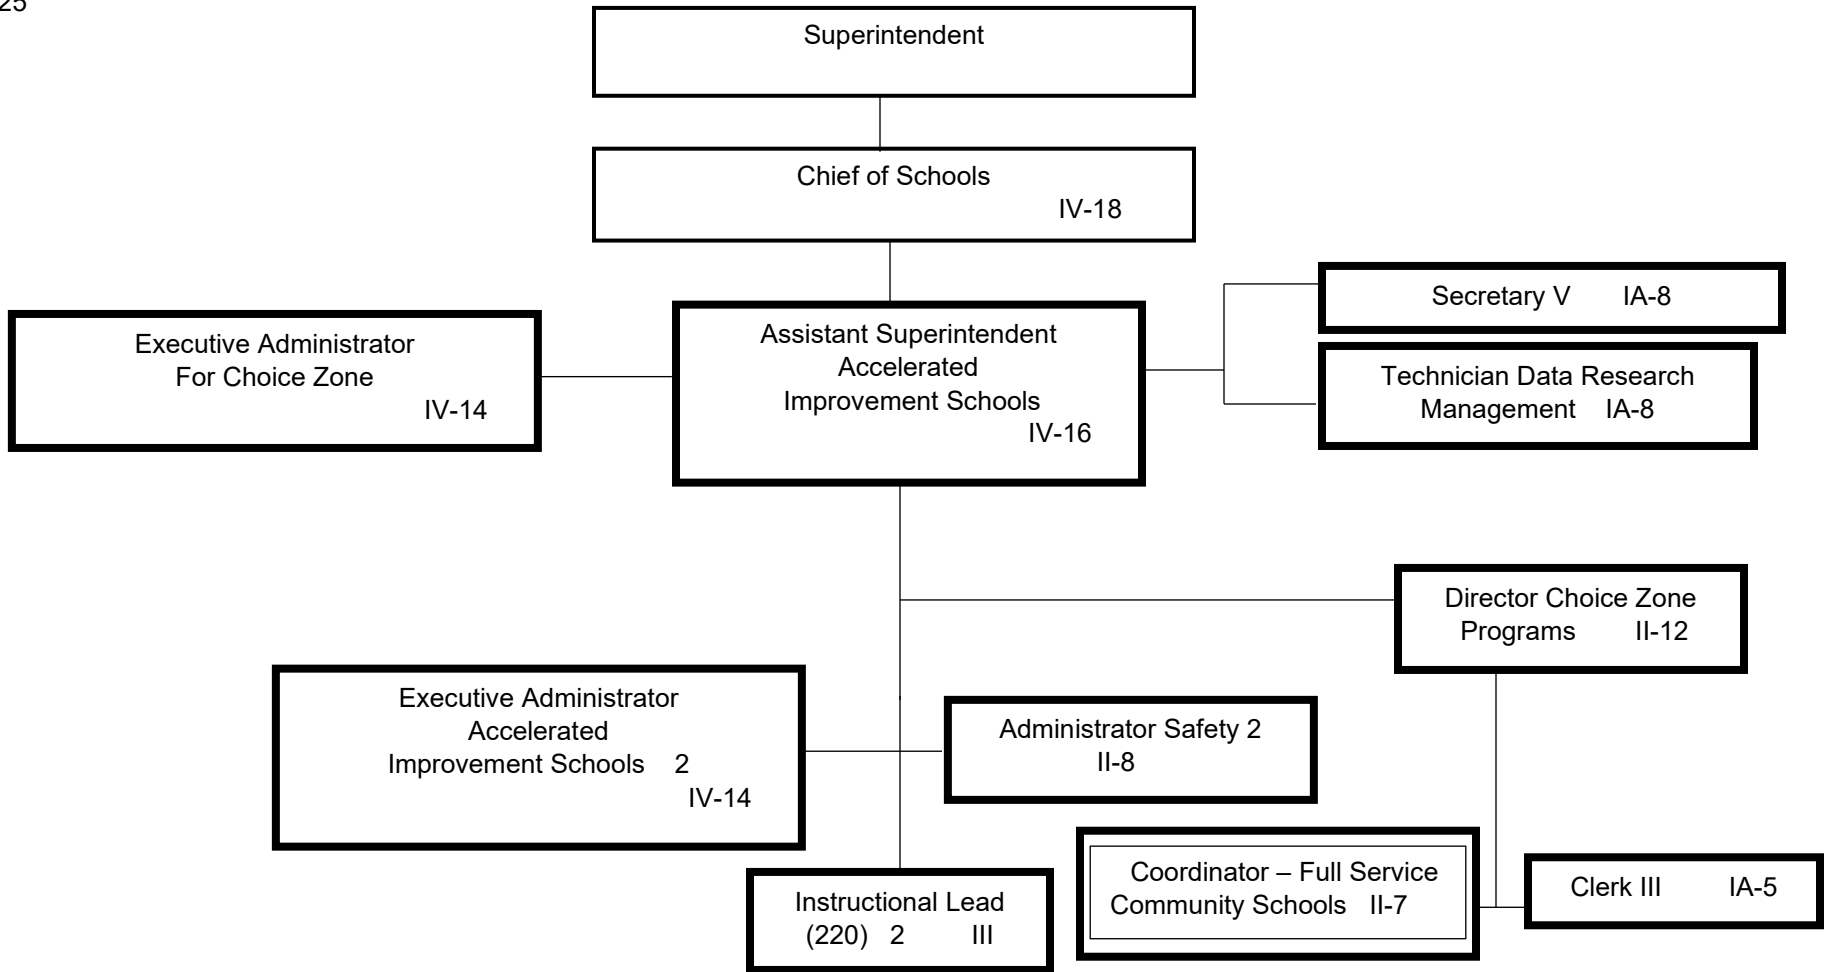 25
Superintendent
Chief of Schools
IV-18
Secretary V IA-8
Executive Administrator
For Choice Zone
IV-14
Assistant Superintendent
Accelerated
Improvement Schools
IV-16
Technician Data Research
Management IA-8
Director Choice Zone
Programs II-12
Executive Administrator
Accelerated
Improvement Schools 2
IV-14
Administrator Safety 2
II-8
Instructional Lead
(220) 2 III
Coordinator – Full Service
Community Schools II-7
Clerk III IA-5